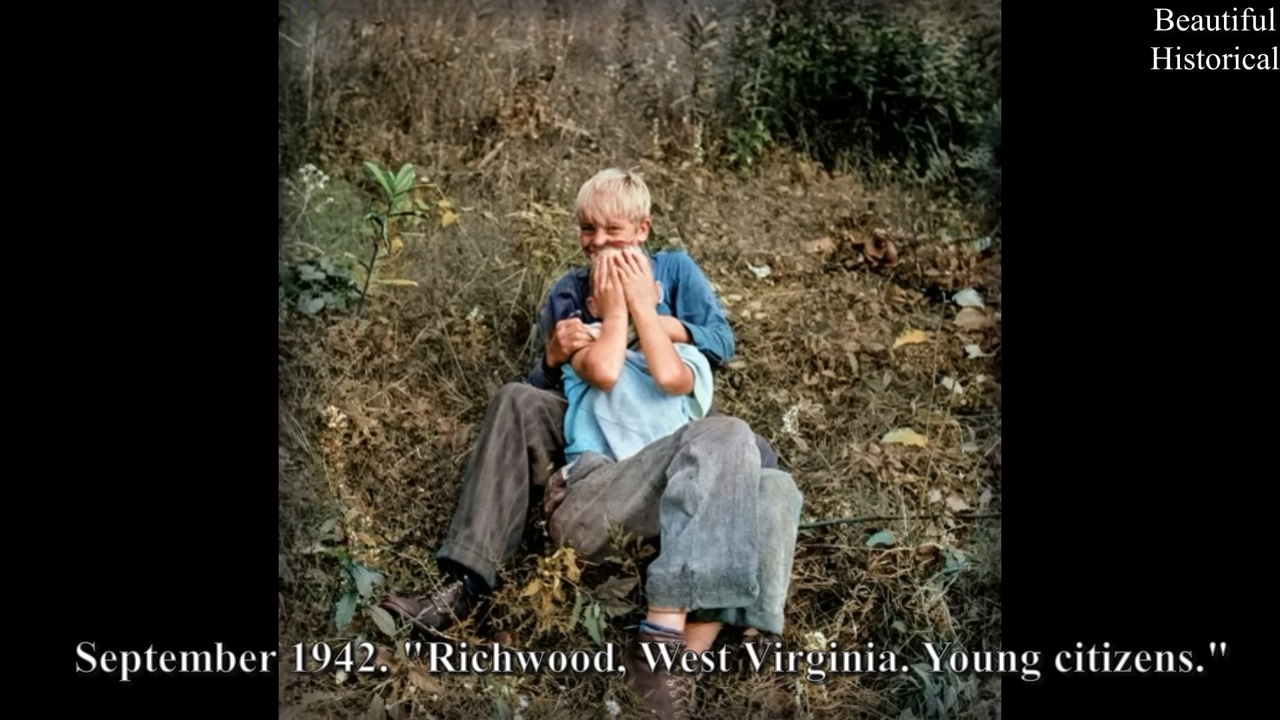 Beautiful
Historical
September 1942. "Richwood, West Virginia. Young citizens."